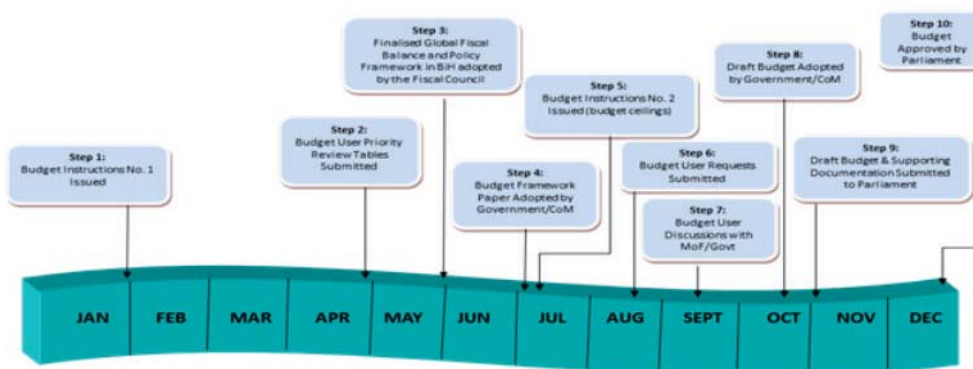 Step 1:
Budget Instructions No. 1
Issued
Step 2:
Budget User Priority
Review Tables
Submitted
Step 3:
Finalised Global Fiscal
Balance and Policy
Framework in BiH adopted
by the Fiscal Council
Step 4:
Budget Framework
Paper Adopted by
Government/CoM
Step 5:
Budget Instructions No. 2
Issued (budget ceilings)
Step 6:
Budget User Requests
Submitted
Step 7:
Budget User
Discussions with
MoF/Govt
Step 8:
Draft Budget Adopted
by Government/CoM
Step 9:
Draft Budget & Supporting
Documentation Submitted
to Parliament
Step 10:
Budget
Approved by
Parliament
JAN FEB MAR APR MAY JUN JUL AUG SEPT OCT NOV DEC